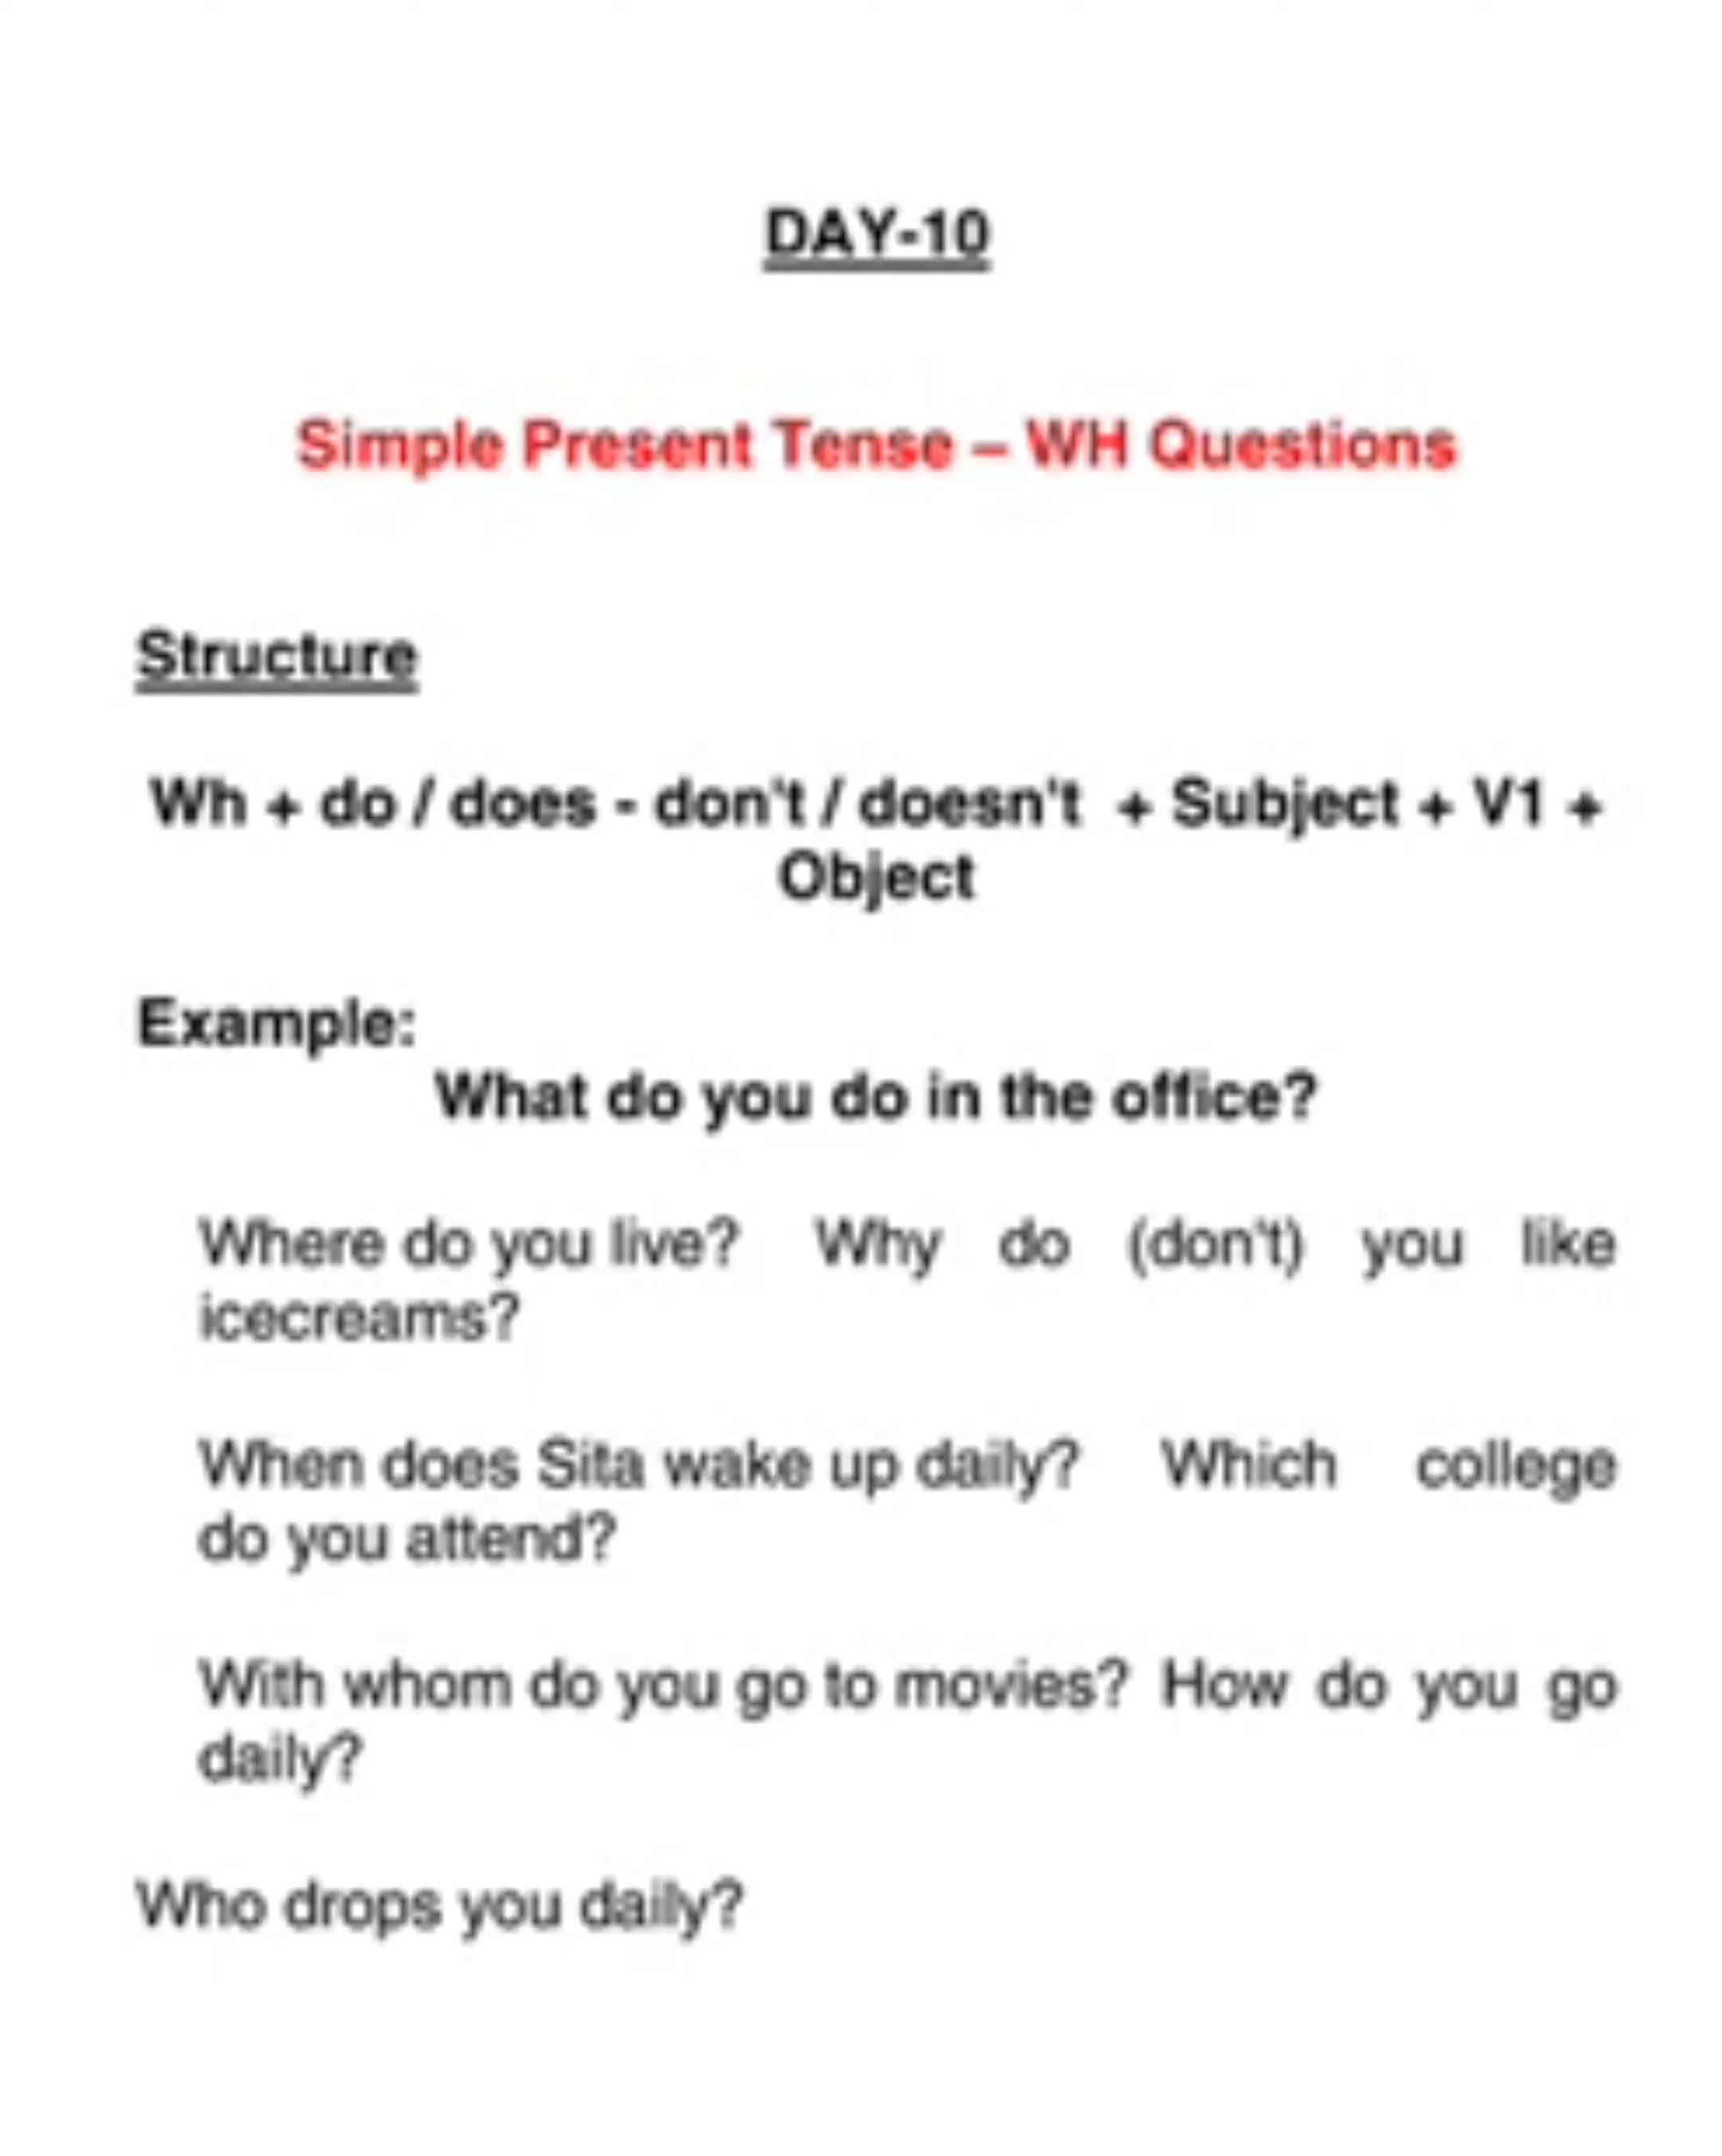 DAY-10
Simple Present Tense – WH Questions
Structure
Wh + do / does - don't / doesn't + Subject + V1 +
Object
Example:
What do you do in the office?
Where do you live? Why do (don't) you like
icecreams?
When does Sita wake up daily? Which college
do you attend?
With whom do you go to movies? How do you go
daily?
Who drops you daily?